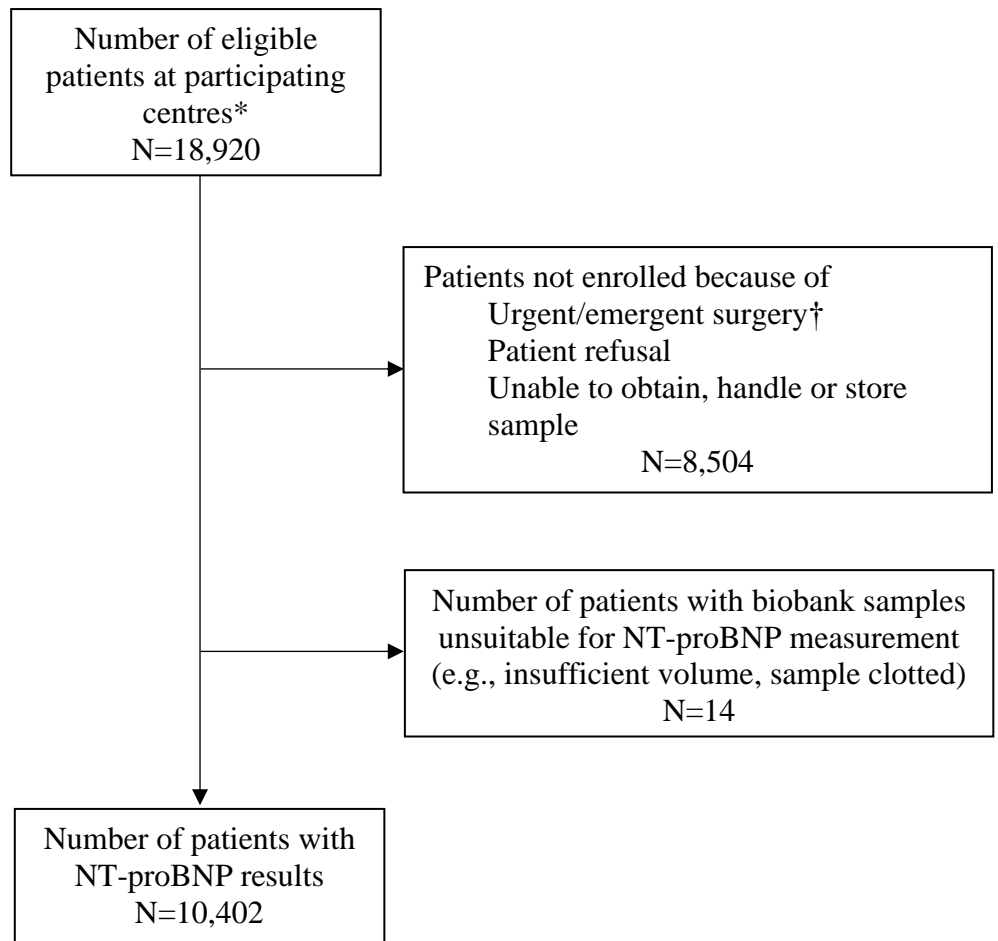 Number of eligible
patients at participating
centres*
N=18,920
Patients not enrolled because of
Urgent/emergent surgery†
Patient refusal
Unable to obtain, handle or store
sample
N=8,504
Number of patients with biobank samples
unsuitable for NT-proBNP measurement
(e.g., insufficient volume, sample clotted)
N=14
Number of patients with
NT-proBNP results
N=10,402